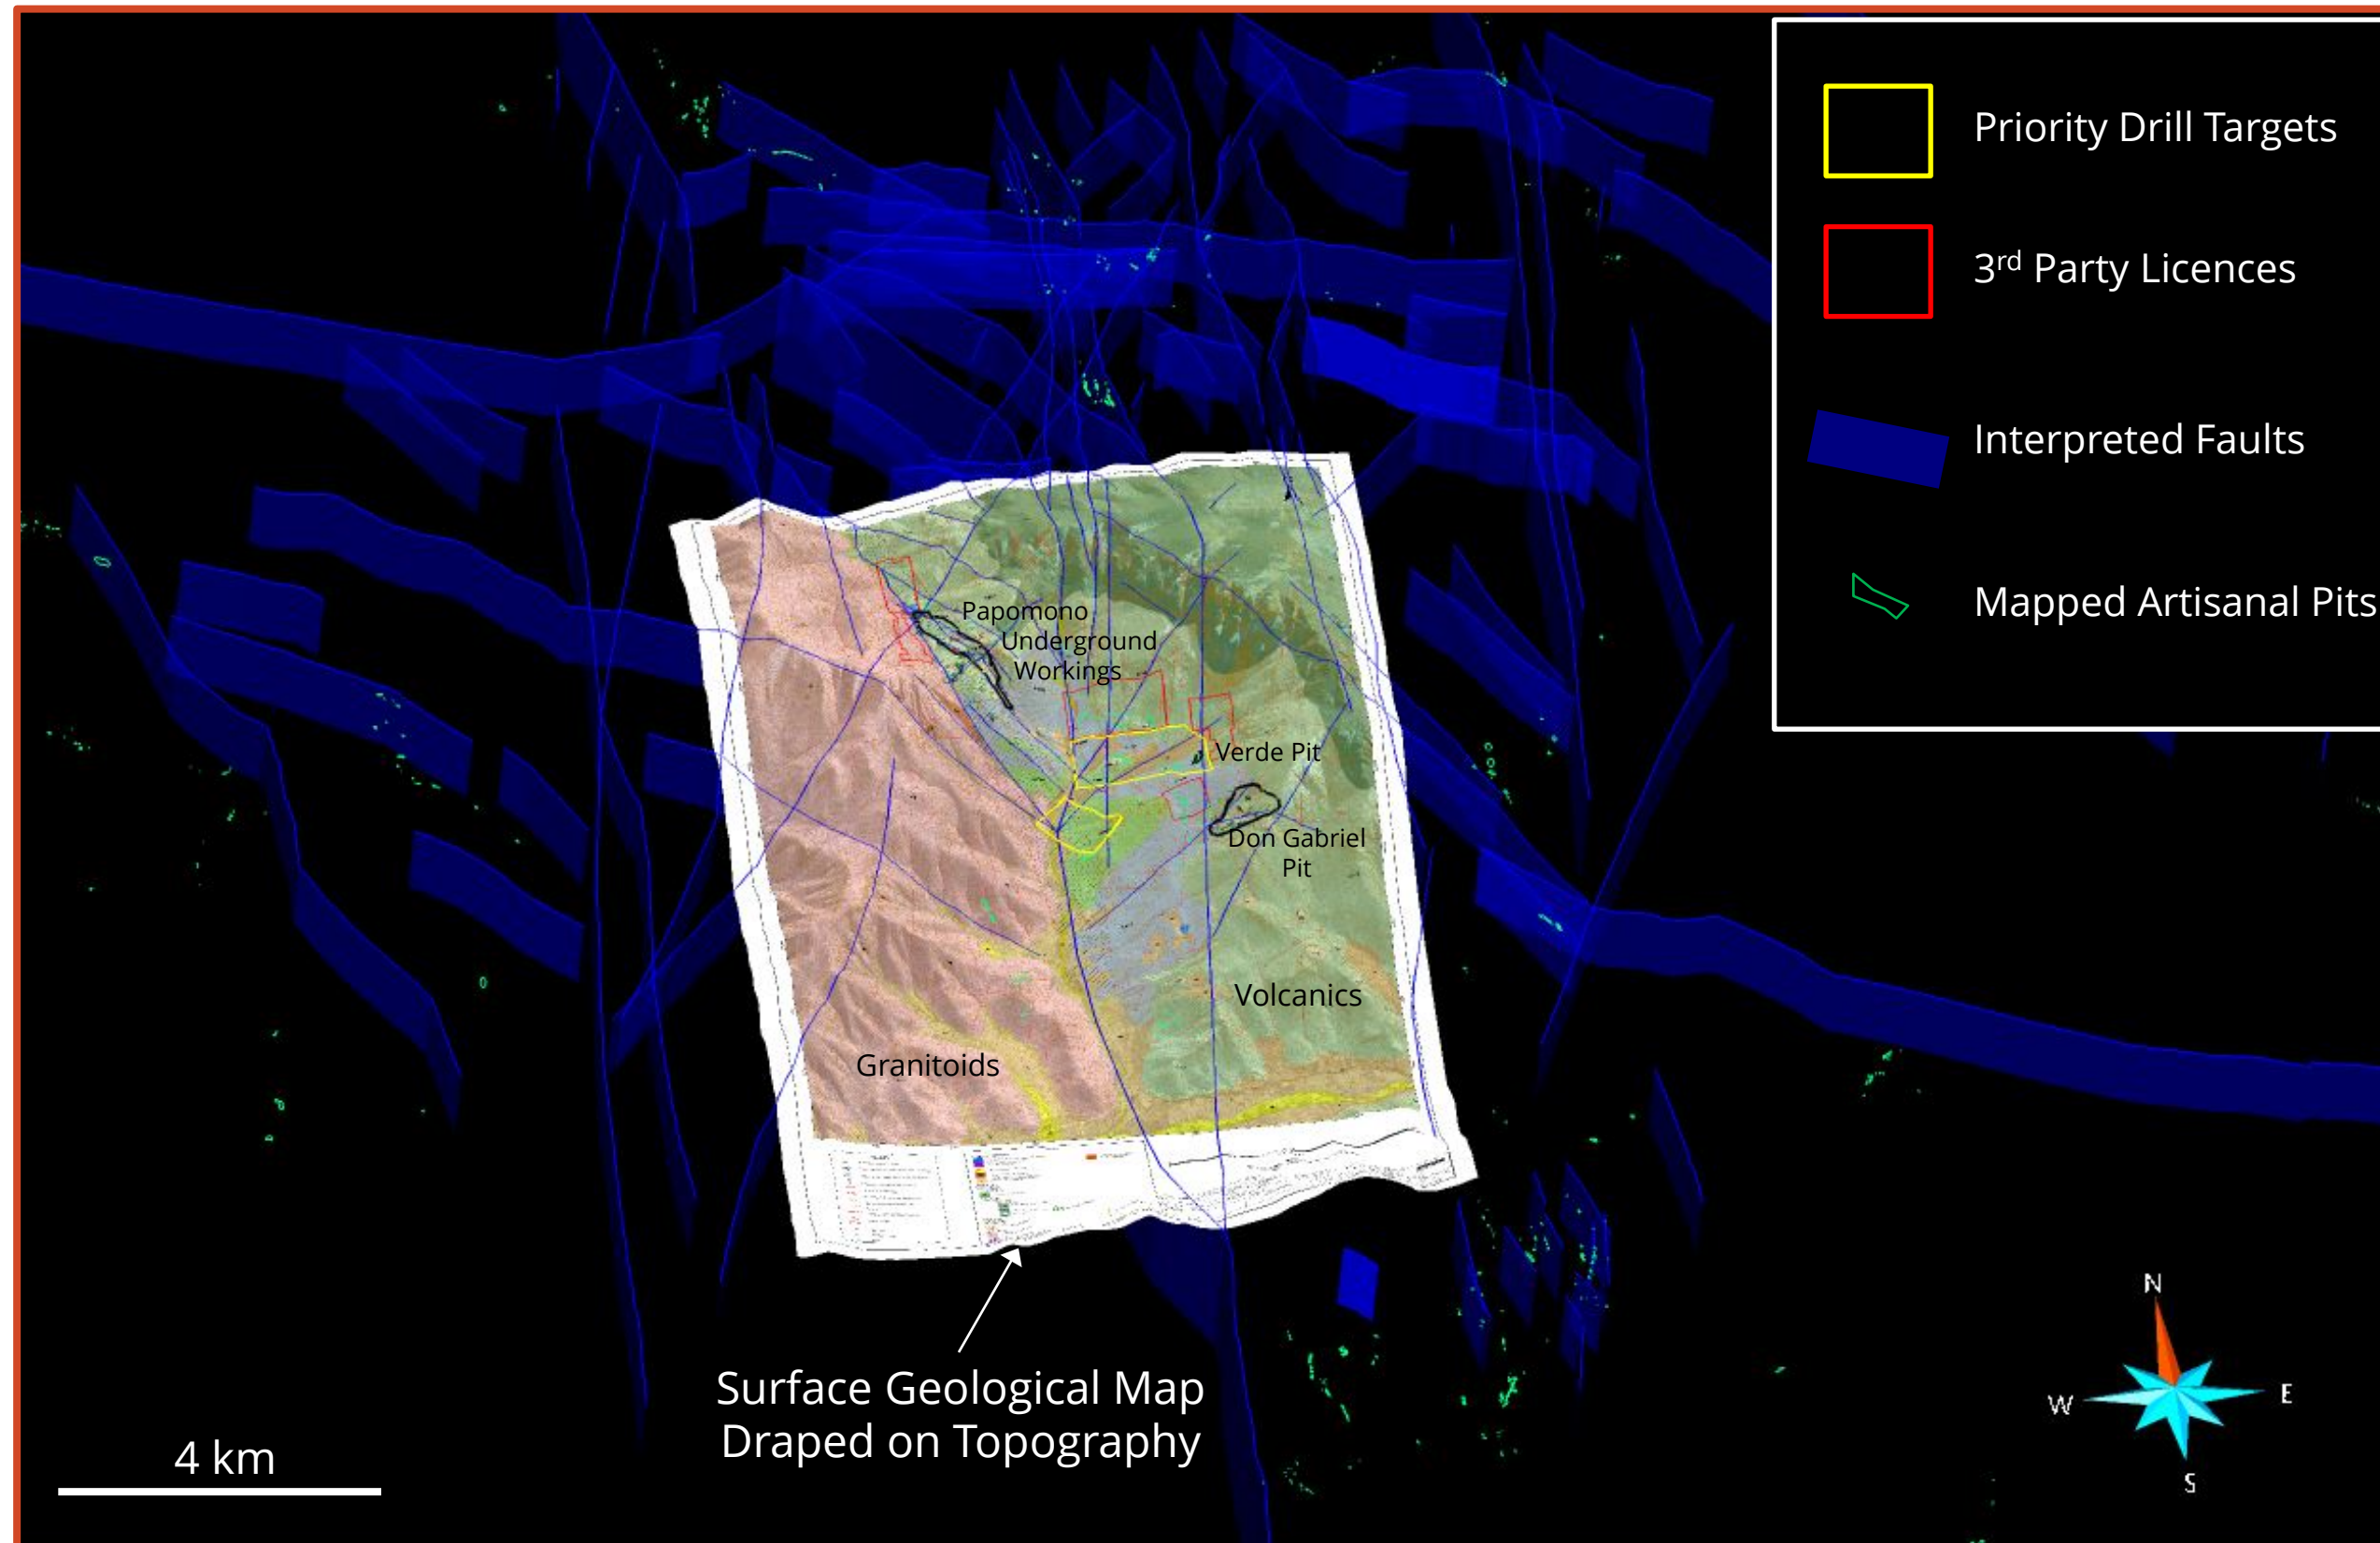 Priority Drill Targets
3rd Party Licences
Interpreted Faults
Mapped Artisanal Pits
Papomono
Underground
Workings
Verde Pit
Don Gabriel
Pit
Volcanics
Granitoids
Surface Geological Map
Draped on Topography
4 km
N
W
E
S